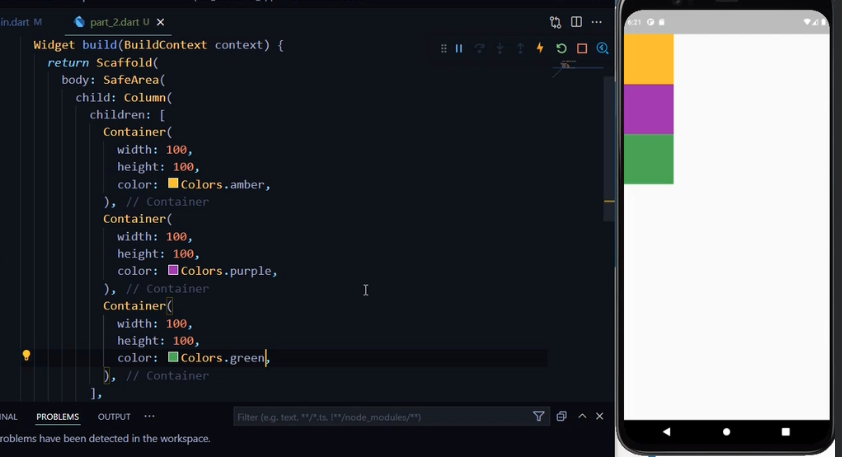 in.dart M
part_2.dart U
Widget build(BuildContext context) {
return Scaffold(
body: SafeArea(
child: Column(
children: [
Container(
width: 100,
height: 100,
color: Colors.amber,
), // Container
Container(
width: 100,
height: 100,
color: Colors.purple,
), // Container
Container(
width: 100,
height: 100,
color: Colors.green,
), // Container
],
NAL PROBLEMS OUTPUT ...
Filter (e.g. text, **/*.ts, !**/node_modules/**)
roblems have been detected in the workspace.
6:21